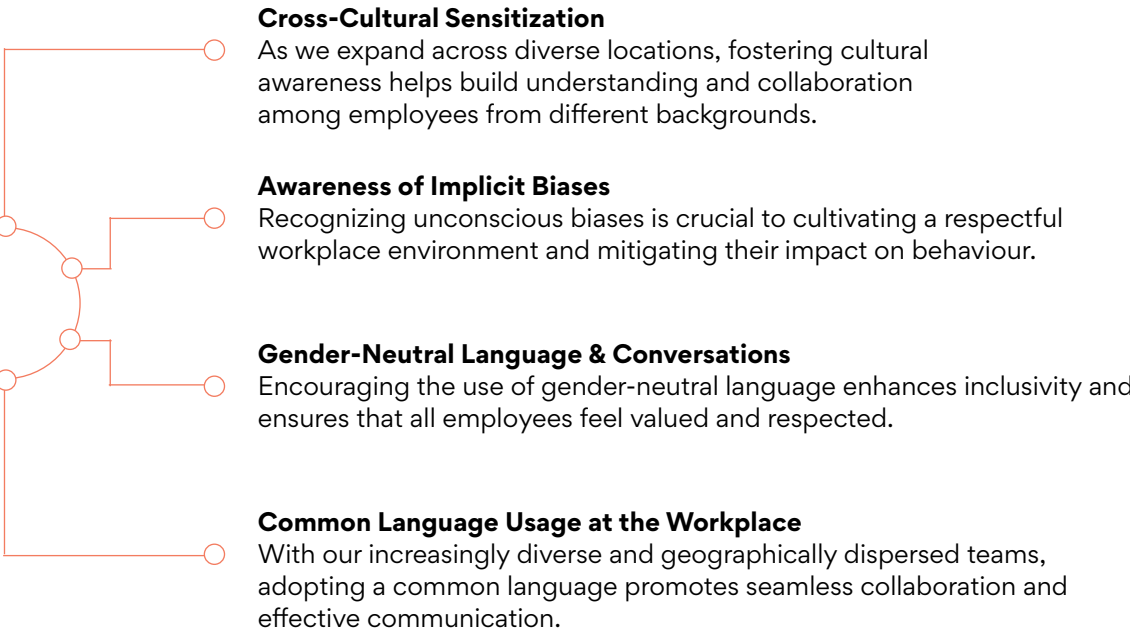 Cross-Cultural Sensitization
As we expand across diverse locations, fostering cultural
awareness helps build understanding and collaboration
among employees from different backgrounds.
Awareness of Implicit Biases
Recognizing unconscious biases is crucial to cultivating a respectful
workplace environment and mitigating their impact on behaviour.
Gender-Neutral Language & Conversations
Encouraging the use of gender-neutral language enhances inclusivity and
ensures that all employees feel valued and respected.
Common Language Usage at the Workplace
With our increasingly diverse and geographically dispersed teams,
adopting a common language promotes seamless collaboration and
effective communication.